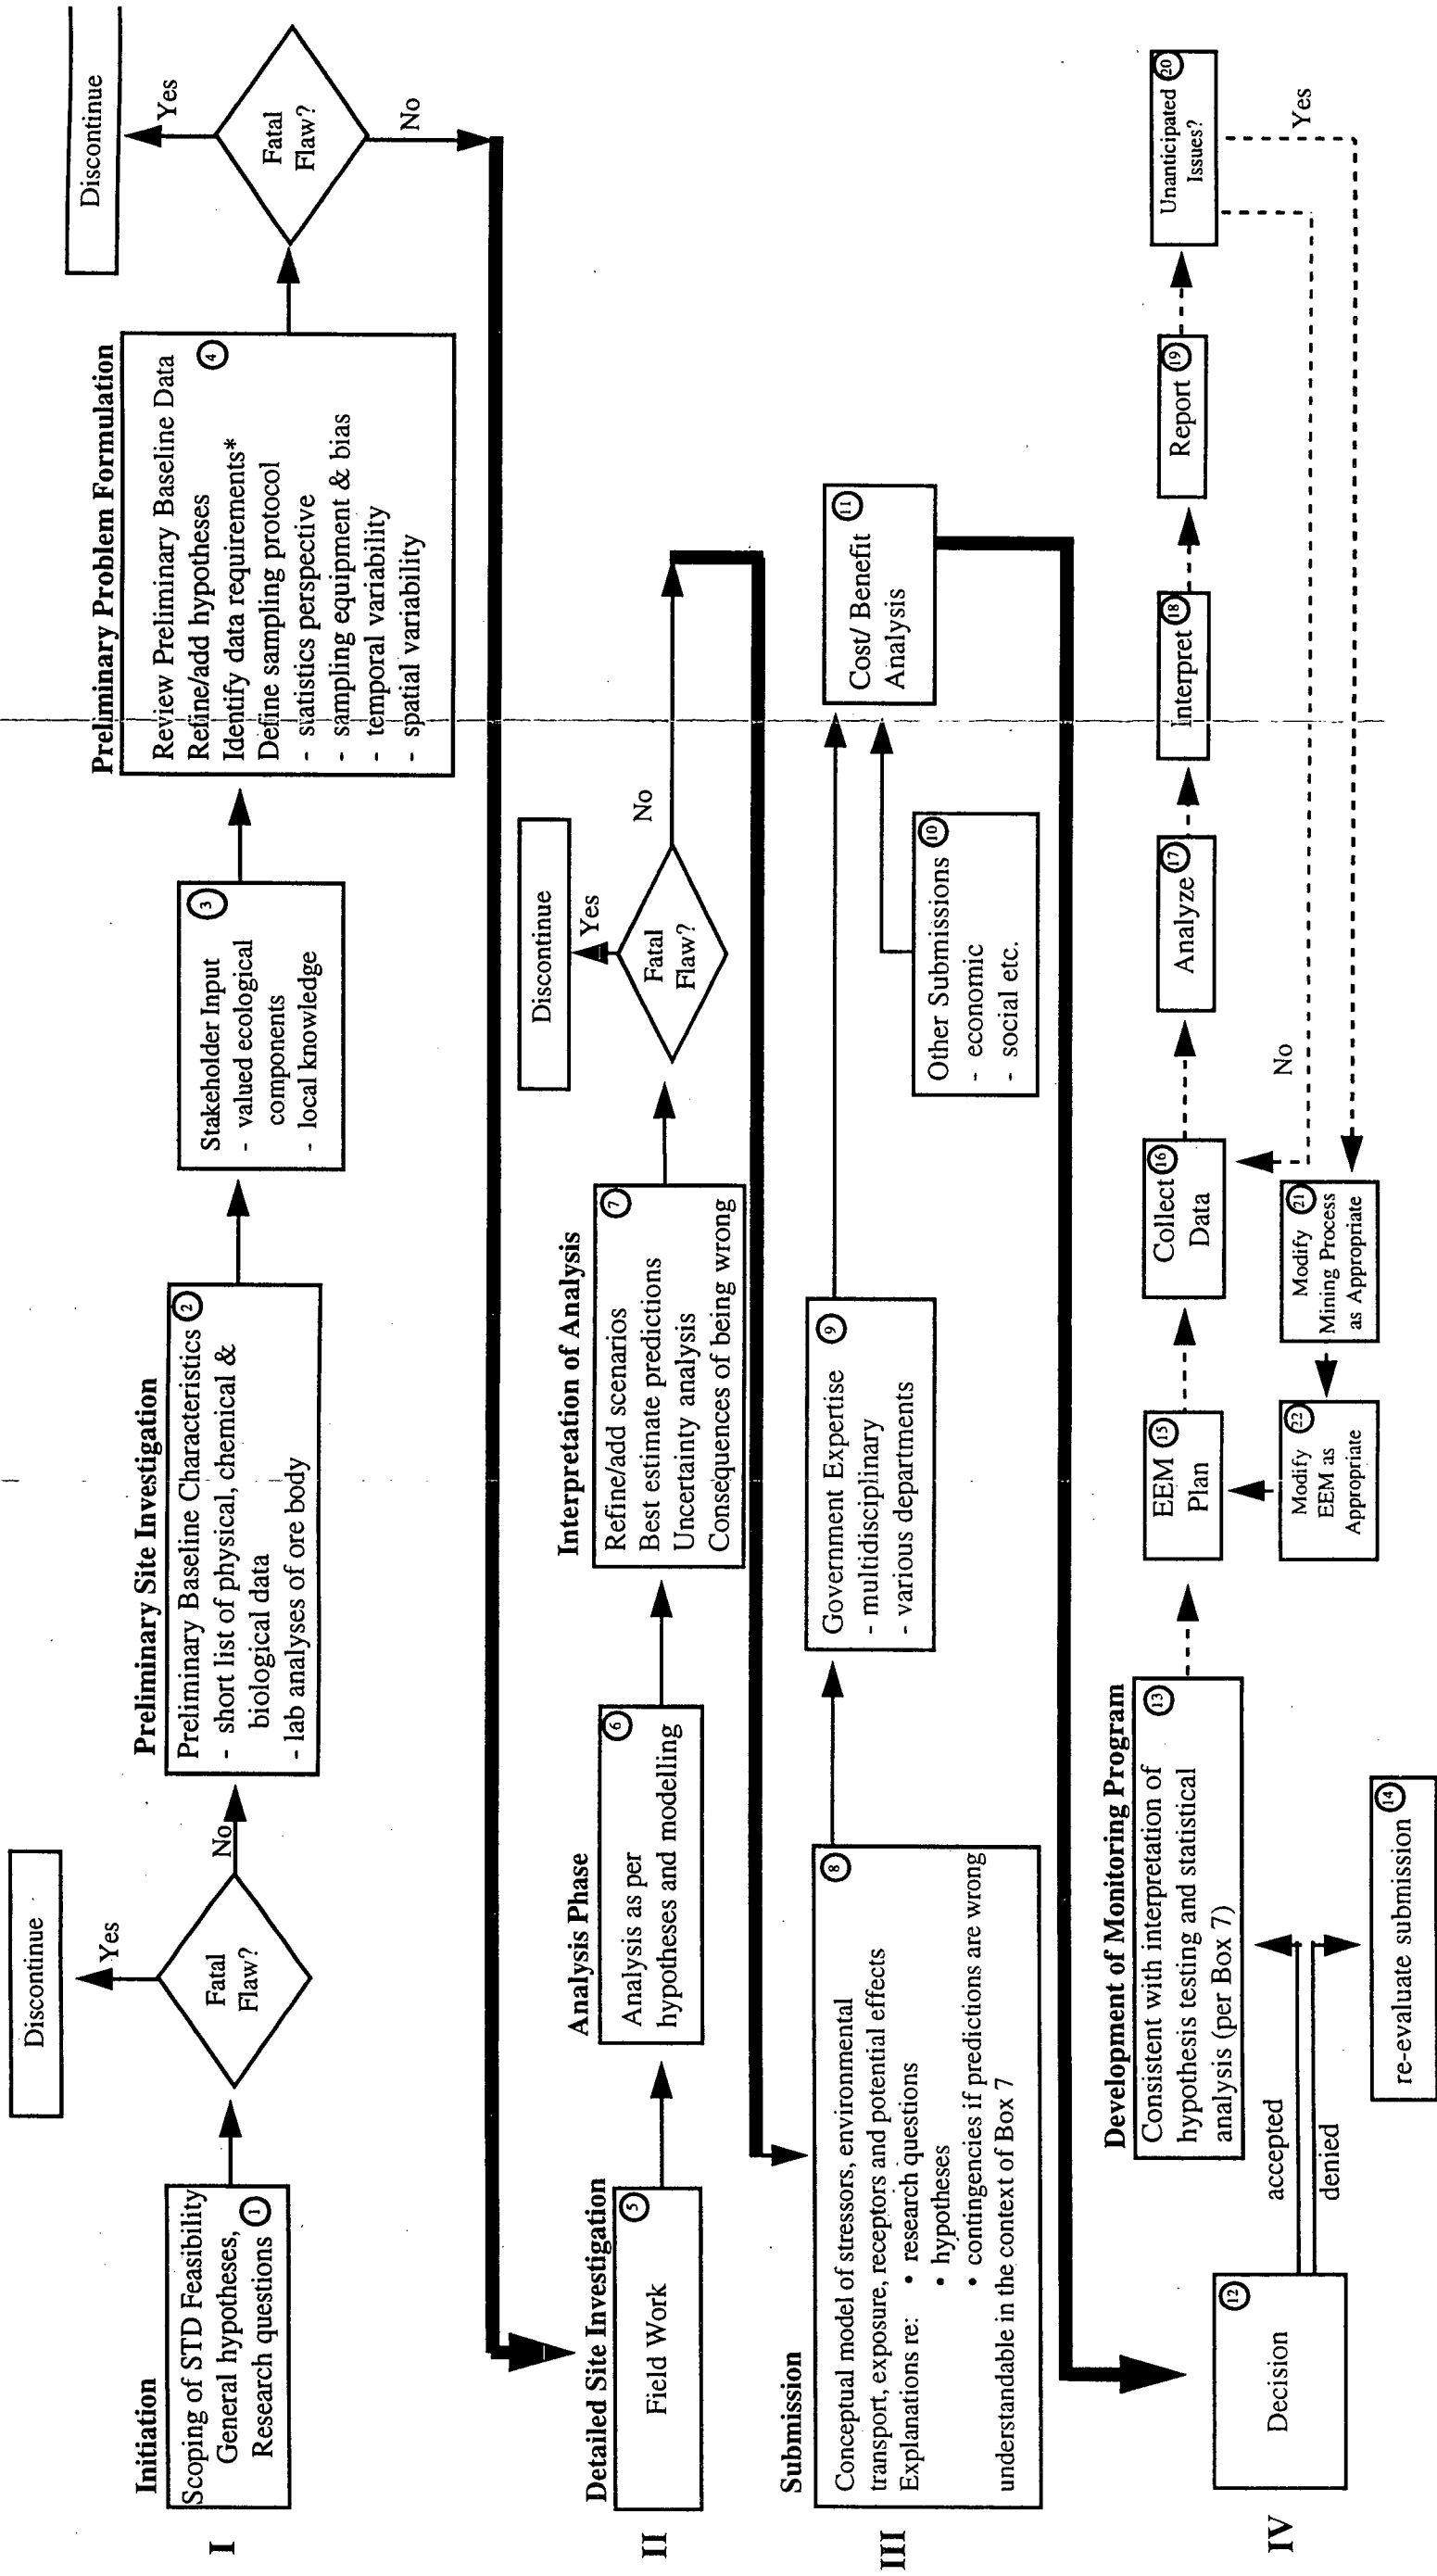 I
Initiation
Scoping of STD Feasibility
General hypotheses,
Research questions 1
Fatal
Flaw?
Yes
Discontinue
No
Preliminary Site Investigation
Preliminary Baseline Characteristics 2
- short list of physical, chemical &
biological data
- lab analyses of ore body
3
Stakeholder Input
- valued ecological
components
- local knowledge
Preliminary Problem Formulation
Review Preliminary Baseline Data
Refine/add hypotheses 4
Identify data requirements*
Define sampling protocol
- statistics perspective
- sampling equipment & bias
- temporal variability
- spatial variability
Fatal
Flaw?
Yes
Discontinue
No
II
Detailed Site Investigation
5
Field Work
Analysis Phase
6
Analysis as per
hypotheses and modelling
Interpretation of Analysis
7
Refine/add scenarios
Best estimate predictions
Uncertainty analysis
Consequences of being wrong
Fatal
Flaw?
Yes
Discontinue
No
III
Submission
8
Conceptual model of stressors, environmental
transport, exposure, receptors and potential effects
Explanations re: • research questions
• hypotheses
• contingencies if predictions are wrong
understandable in the context of Box 7
Government Expertise 9
- multidisciplinary
- various departments
Other Submissions 10
- economic
- social etc.
11
Cost/ Benefit
Analysis
IV
12
Decision
accepted
denied
Development of Monitoring Program
Consistent with interpretation of 13
hypothesis testing and statistical
analysis (per Box 7)
14
re-evaluate submission
EEM 15
Plan
Collect 16
Data
Analyze 17
Interpret 18
Report 19
Unanticipated 20
Issues?
No
Yes
Modify 21
Mining Process
as Appropriate
Modify 22
EEM as
Appropriate